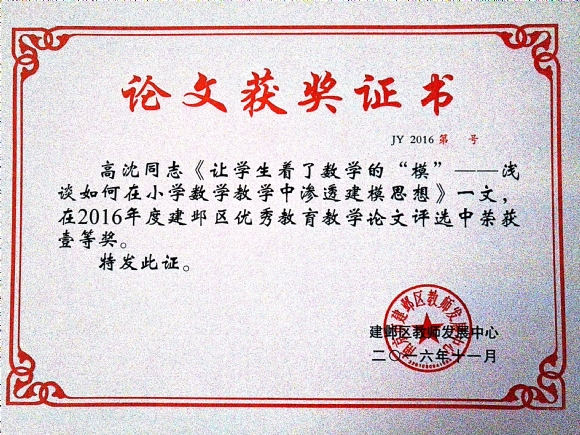 论文获奖证书
JY 2016 第 号
高沈同志《让学生着了数学的“模”——浅
谈如何在小学数学教学中渗透建模思想》一文，
在2016年度建邺区优秀教育教学论文评选中荣获
壹等奖。
特发此证。
建邺区教师发展中心
二〇一六年十一月